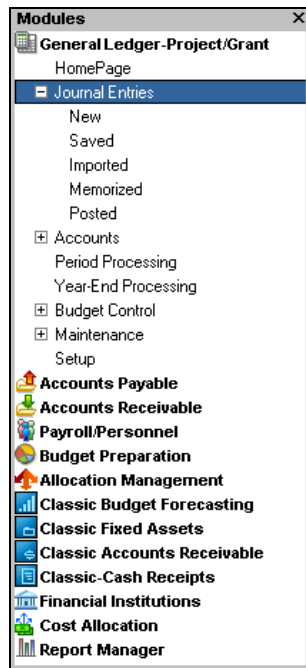 Modules
General Ledger-Project/Grant
HomePage
Journal Entries
New
Saved
Imported
Memorized
Posted
Accounts
Period Processing
Year-End Processing
Budget Control
Maintenance
Setup
Accounts Payable
Accounts Receivable
Payroll/Personnel
Budget Preparation
Allocation Management
Classic Budget Forecasting
Classic Fixed Assets
Classic Accounts Receivable
Classic-Cash Receipts
Financial Institutions
Cost Allocation
Report Manager